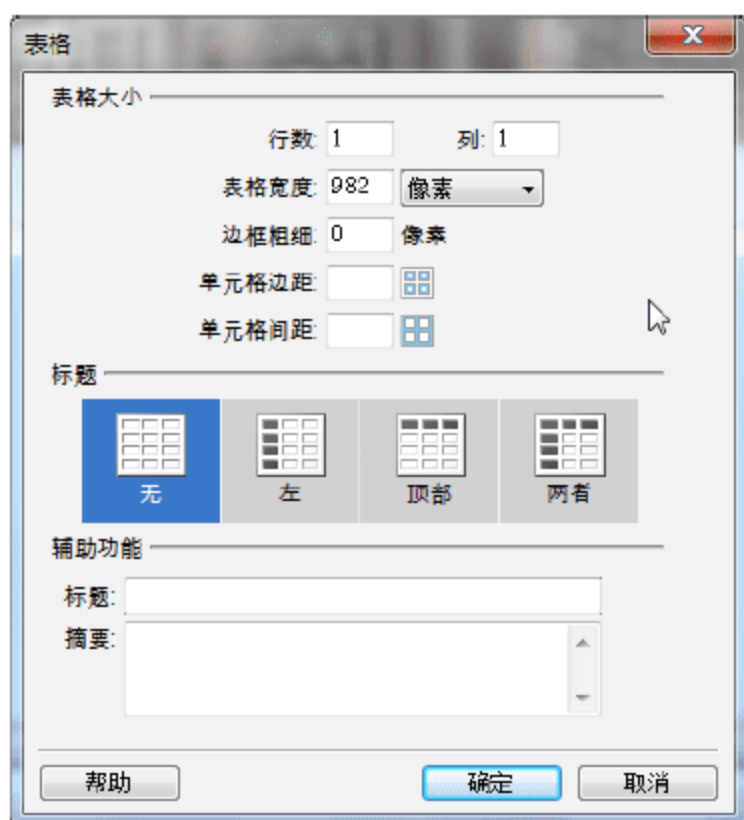 表格
表格大小
行数: 1 列: 1
表格宽度: 982 像素
边框粗细: 0 像素
单元格边距:
单元格间距:
标题
无 左 顶部 两者
辅助功能
标题:
摘要:
帮助 确定 取消